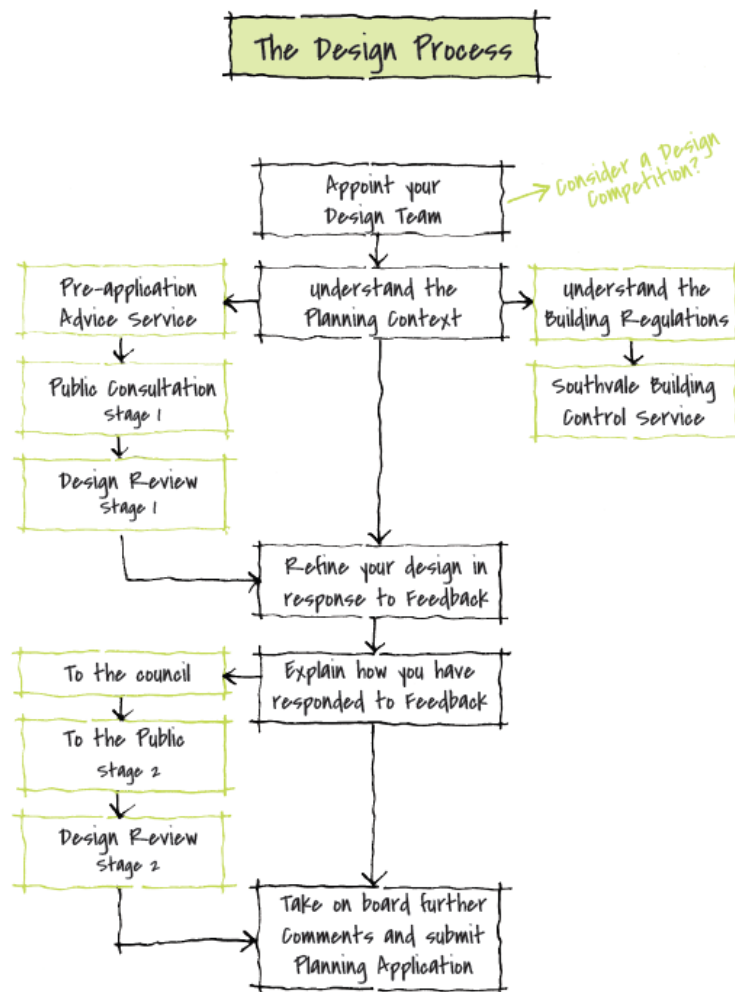 The Design Process
Appoint your
Design Team
Consider a Design
Competition?
Pre-application
Advice Service
understand the
Planning Context
understand the
Building Regulations
Public Consultation
Stage 1
Southvale Building
Control Service
Design Review
Stage 1
Refine your design in
response to Feedback
To the council
Explain how you have
responded to Feedback
To the Public
Stage 2
Design Review
Stage 2
Take on board further
Comments and submit
Planning Application